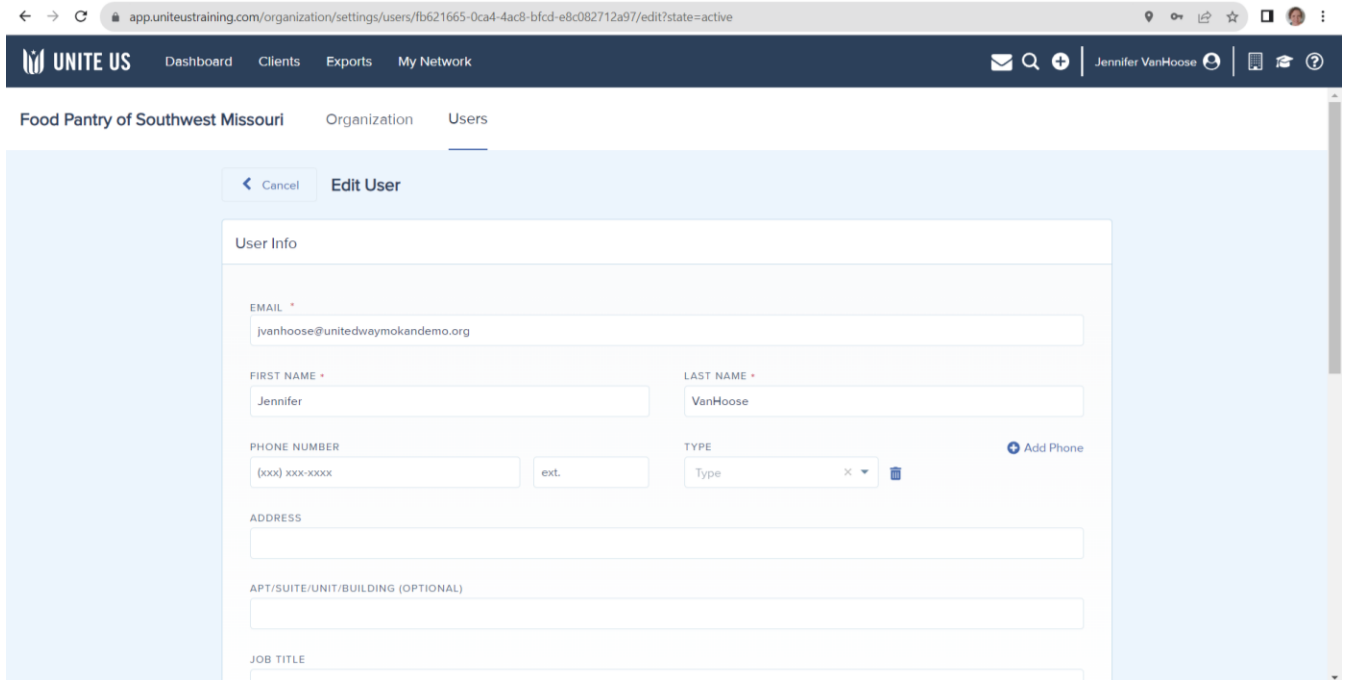 app.uniteustraining.com/organization/settings/users/fb621665-0ca4-4ac8-bfcd-e8c082712a97/edit?state=active
UNITE US Dashboard Clients Exports My Network Jennifer VanHoose
Food Pantry of Southwest Missouri Organization Users
Cancel Edit User
User Info
EMAIL *
jvanhoose@unitedwaymokandemo.org
FIRST NAME * LAST NAME *
Jennifer VanHoose
PHONE NUMBER TYPE Add Phone
(xxx) xxx-xxxx ext. Type
ADDRESS
APT/SUITE/UNIT/BUILDING (OPTIONAL)
JOB TITLE